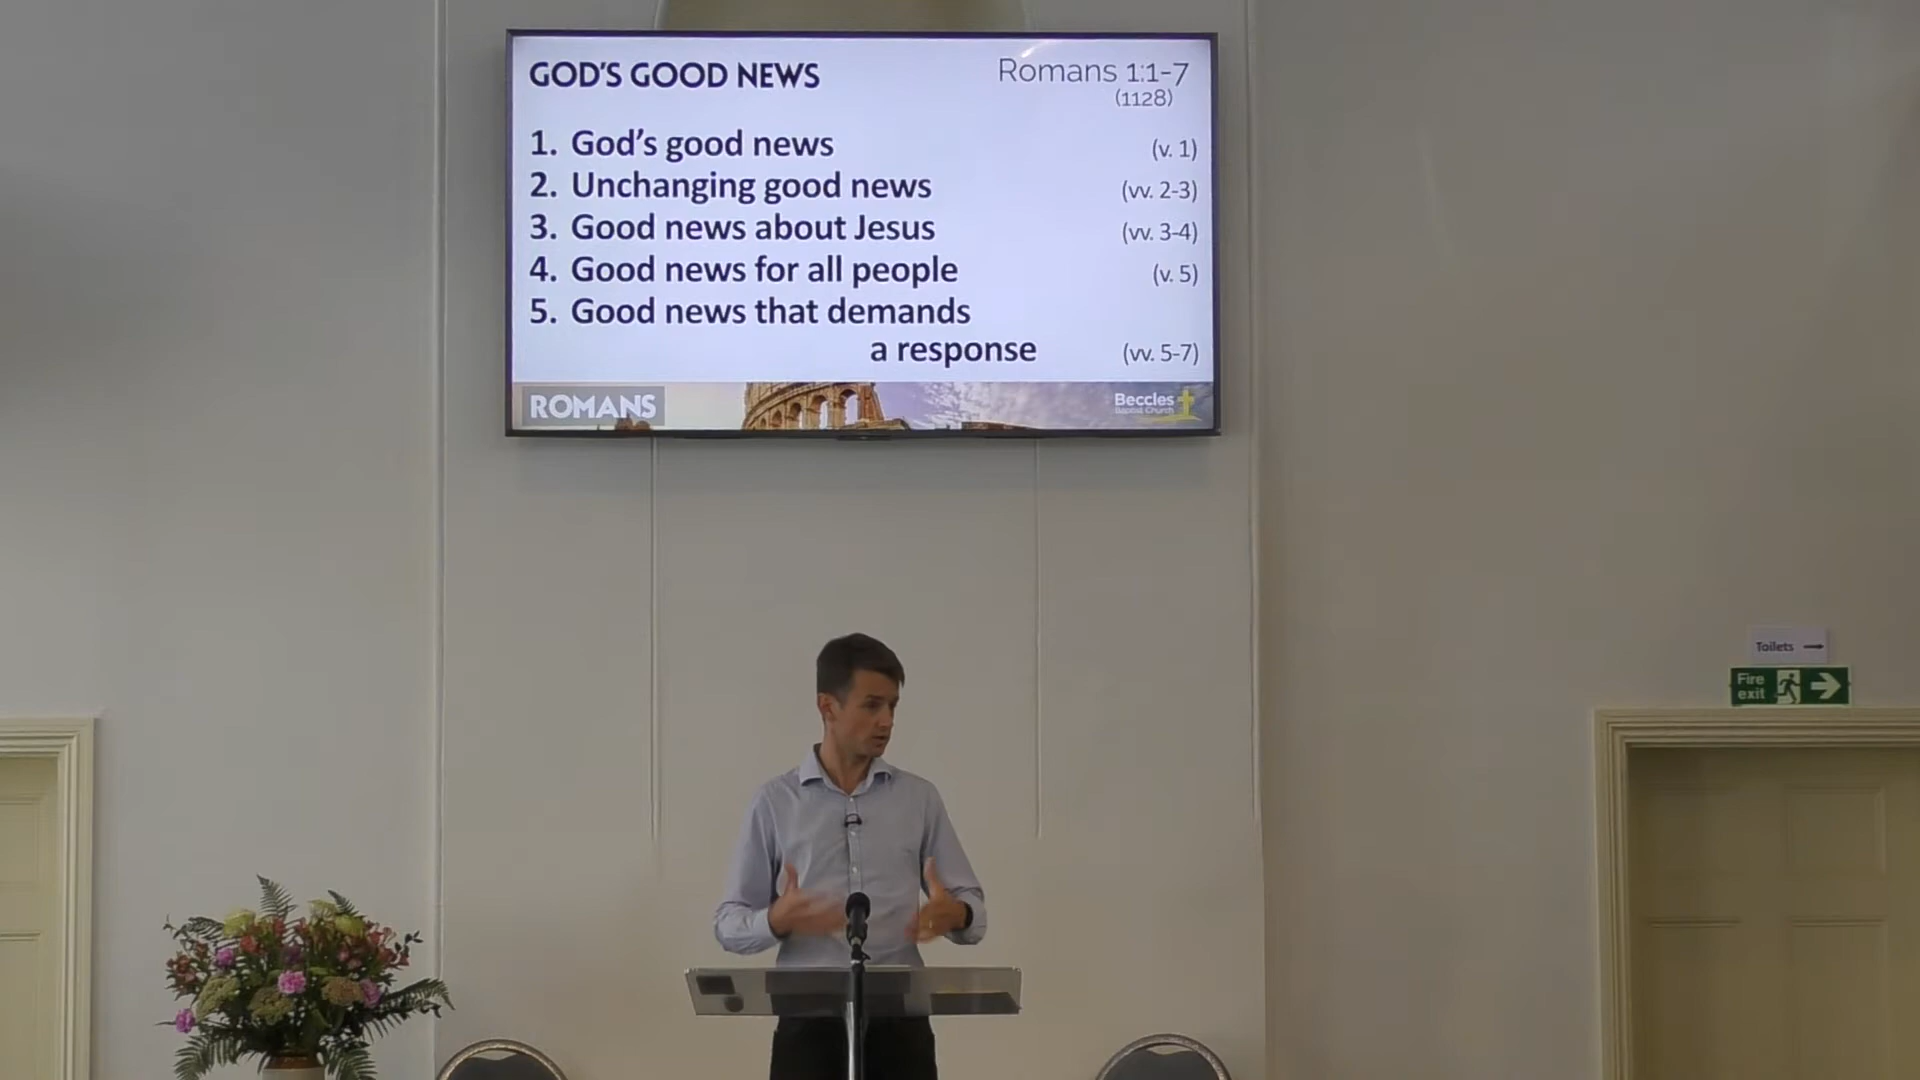 GOD'S GOOD NEWS
Romans 1:1-7
(1128)
1. God's good news (v. 1)
2. Unchanging good news (vv. 2-3)
3. Good news about Jesus (vv. 3-4)
4. Good news for all people (v. 5)
5. Good news that demands
a response (vv. 5-7)
ROMANS
Beccles
Baptist Church
Toilets
Fire
exit